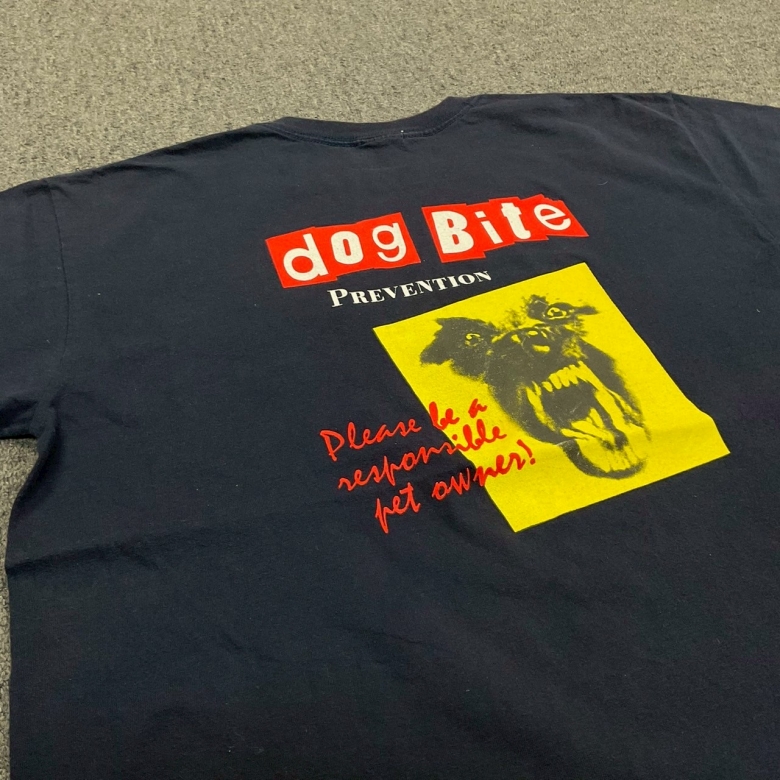 dog Bite
PREVENTION
Please be a
responsible
pet owner!